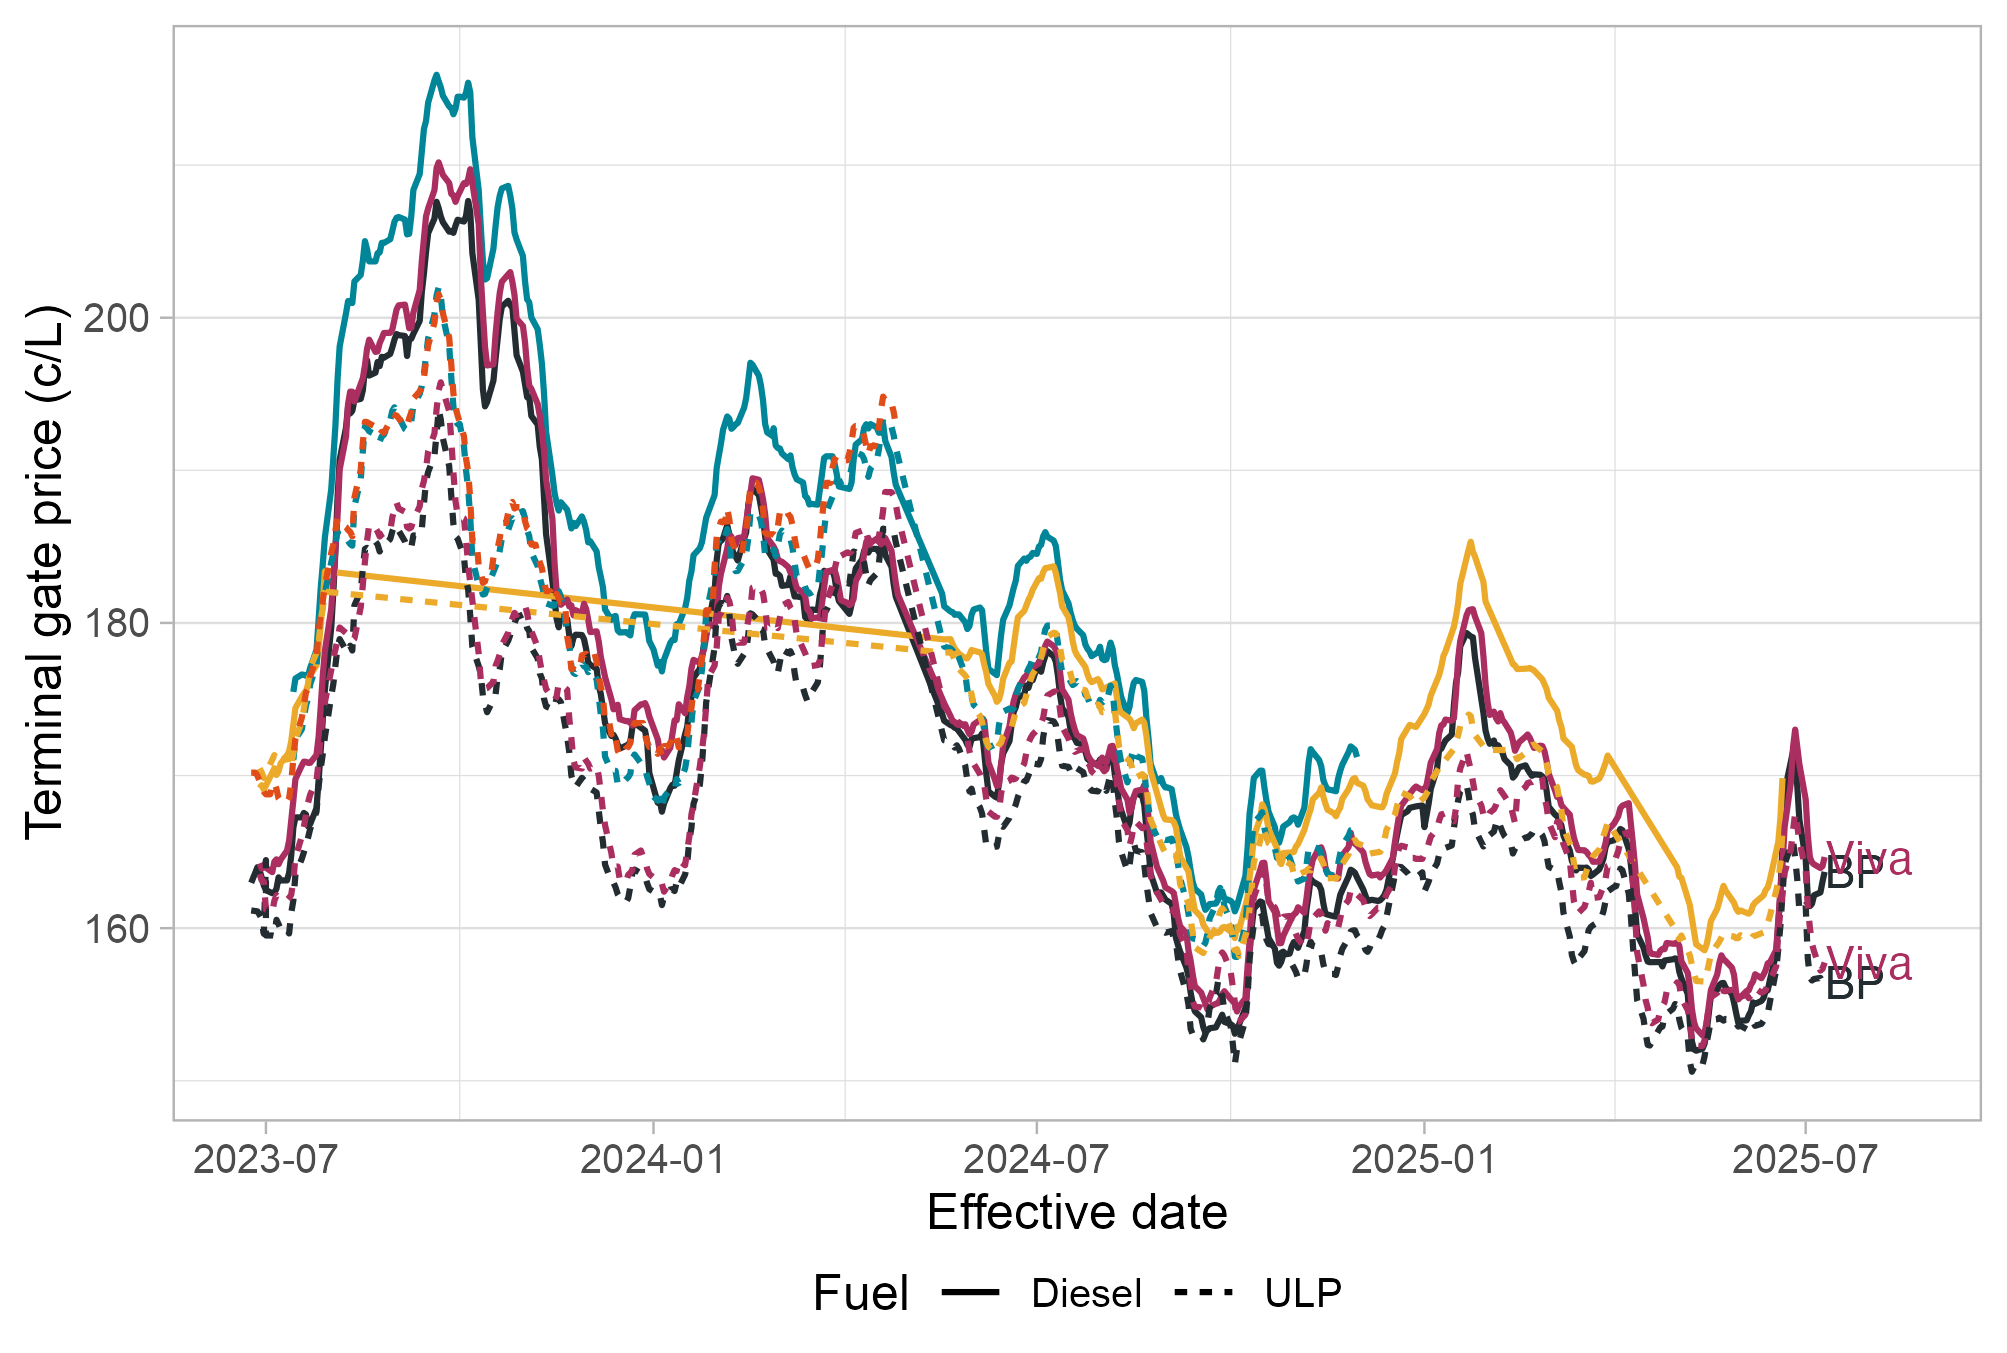 Terminal gate price (c/L)
200
180
160
Viva
BP
Viva
BP
2023-07
2024-01
2024-07
2025-01
2025-07
Effective date
Fuel Diesel ULP